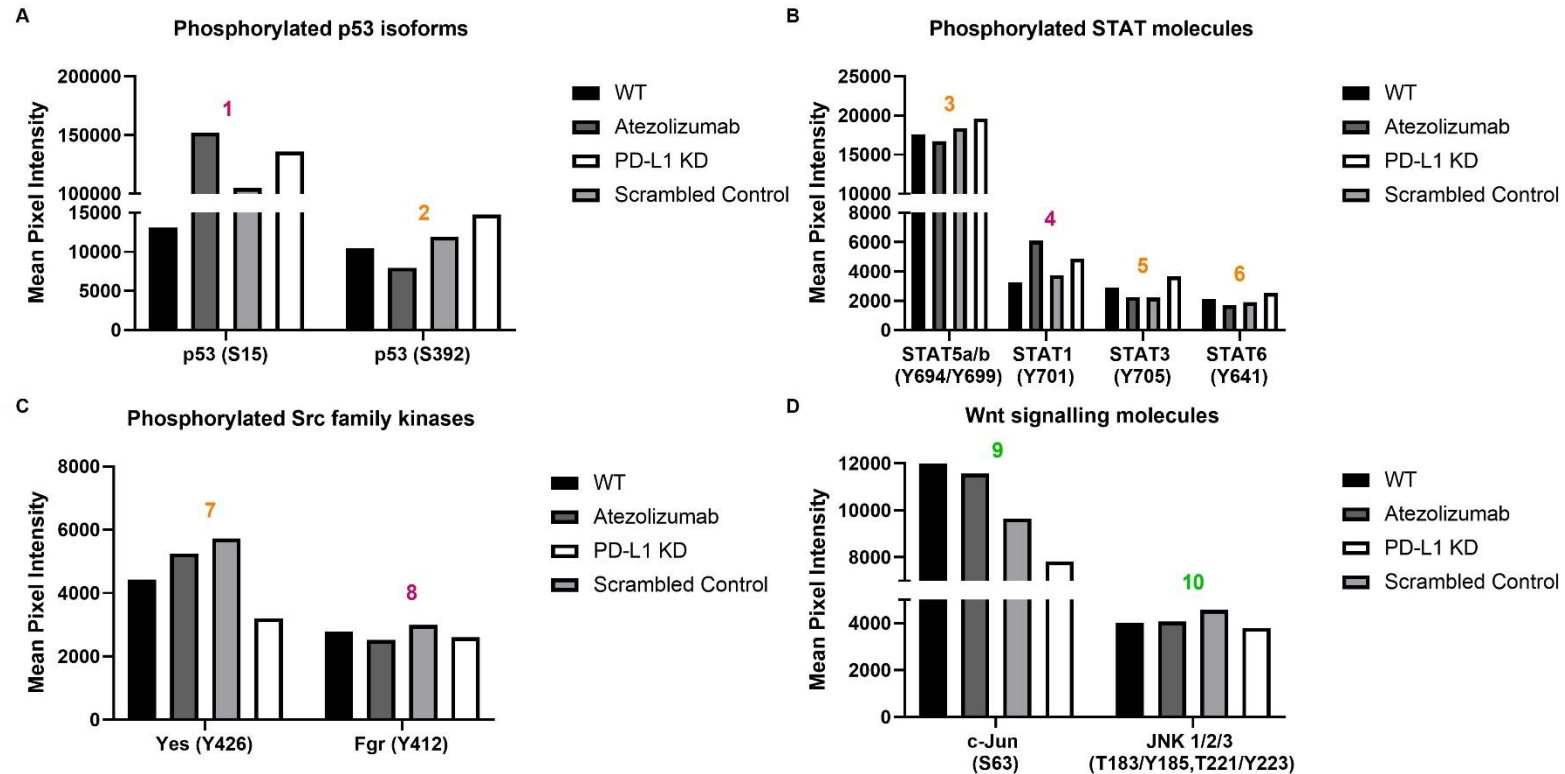 A
Phosphorylated p53 isoforms
Mean Pixel Intensity
200000
150000
100000
15000
10000
5000
0
1
2
p53 (S15)
p53 (S392)
WT
Atezolizumab
PD-L1 KD
Scrambled Control
B
Phosphorylated STAT molecules
Mean Pixel Intensity
25000
20000
15000
10000
8000
6000
4000
2000
0
3
4
5
6
STAT5a/b
(Y694/Y699)
STAT1
(Y701)
STAT3
(Y705)
STAT6
(Y641)
WT
Atezolizumab
PD-L1 KD
Scrambled Control
C
Phosphorylated Src family kinases
Mean Pixel Intensity
8000
6000
4000
2000
0
7
8
Yes (Y426)
Fgr (Y412)
WT
Atezolizumab
PD-L1 KD
Scrambled Control
D
Wnt signalling molecules
Mean Pixel Intensity
12000
10000
8000
4000
2000
0
9
10
c-Jun
(S63)
JNK 1/2/3
(T183/Y185,T221/Y223)
WT
Atezolizumab
PD-L1 KD
Scrambled Control